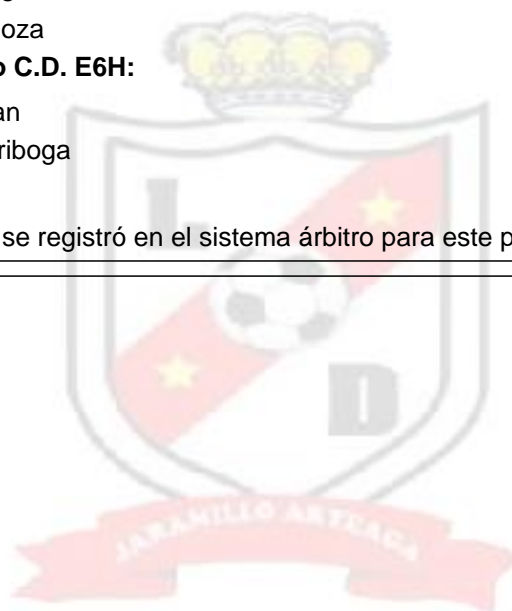 oza
o C.D. E6H:
an
riboga
se registró en el sistema árbitro para este p
L
D
JARAMILLO ARTEAGA